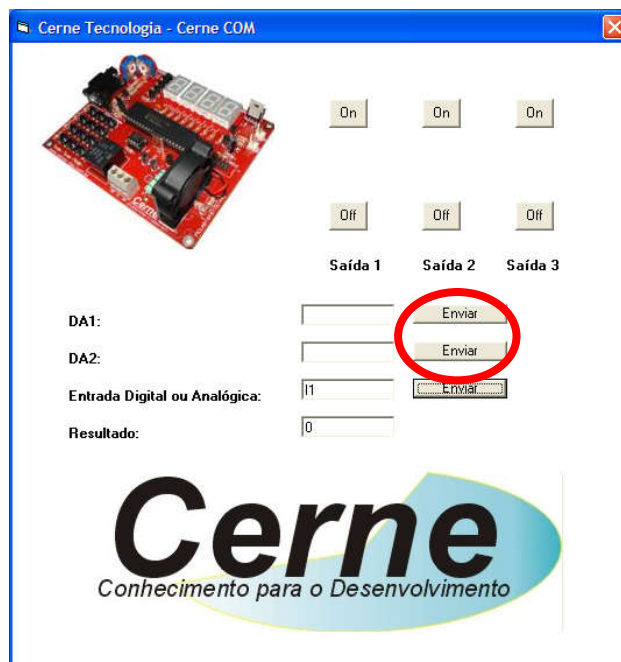 Cerne Tecnologia - Cerne COM
On On On
Off Off Off
Saída 1 Saída 2 Saída 3
DA1: Enviar
DA2: Enviar
Entrada Digital ou Analógica: I1 Enviar
Resultado: 0
Cerne
Conhecimento para o Desenvolvimento
Cerne